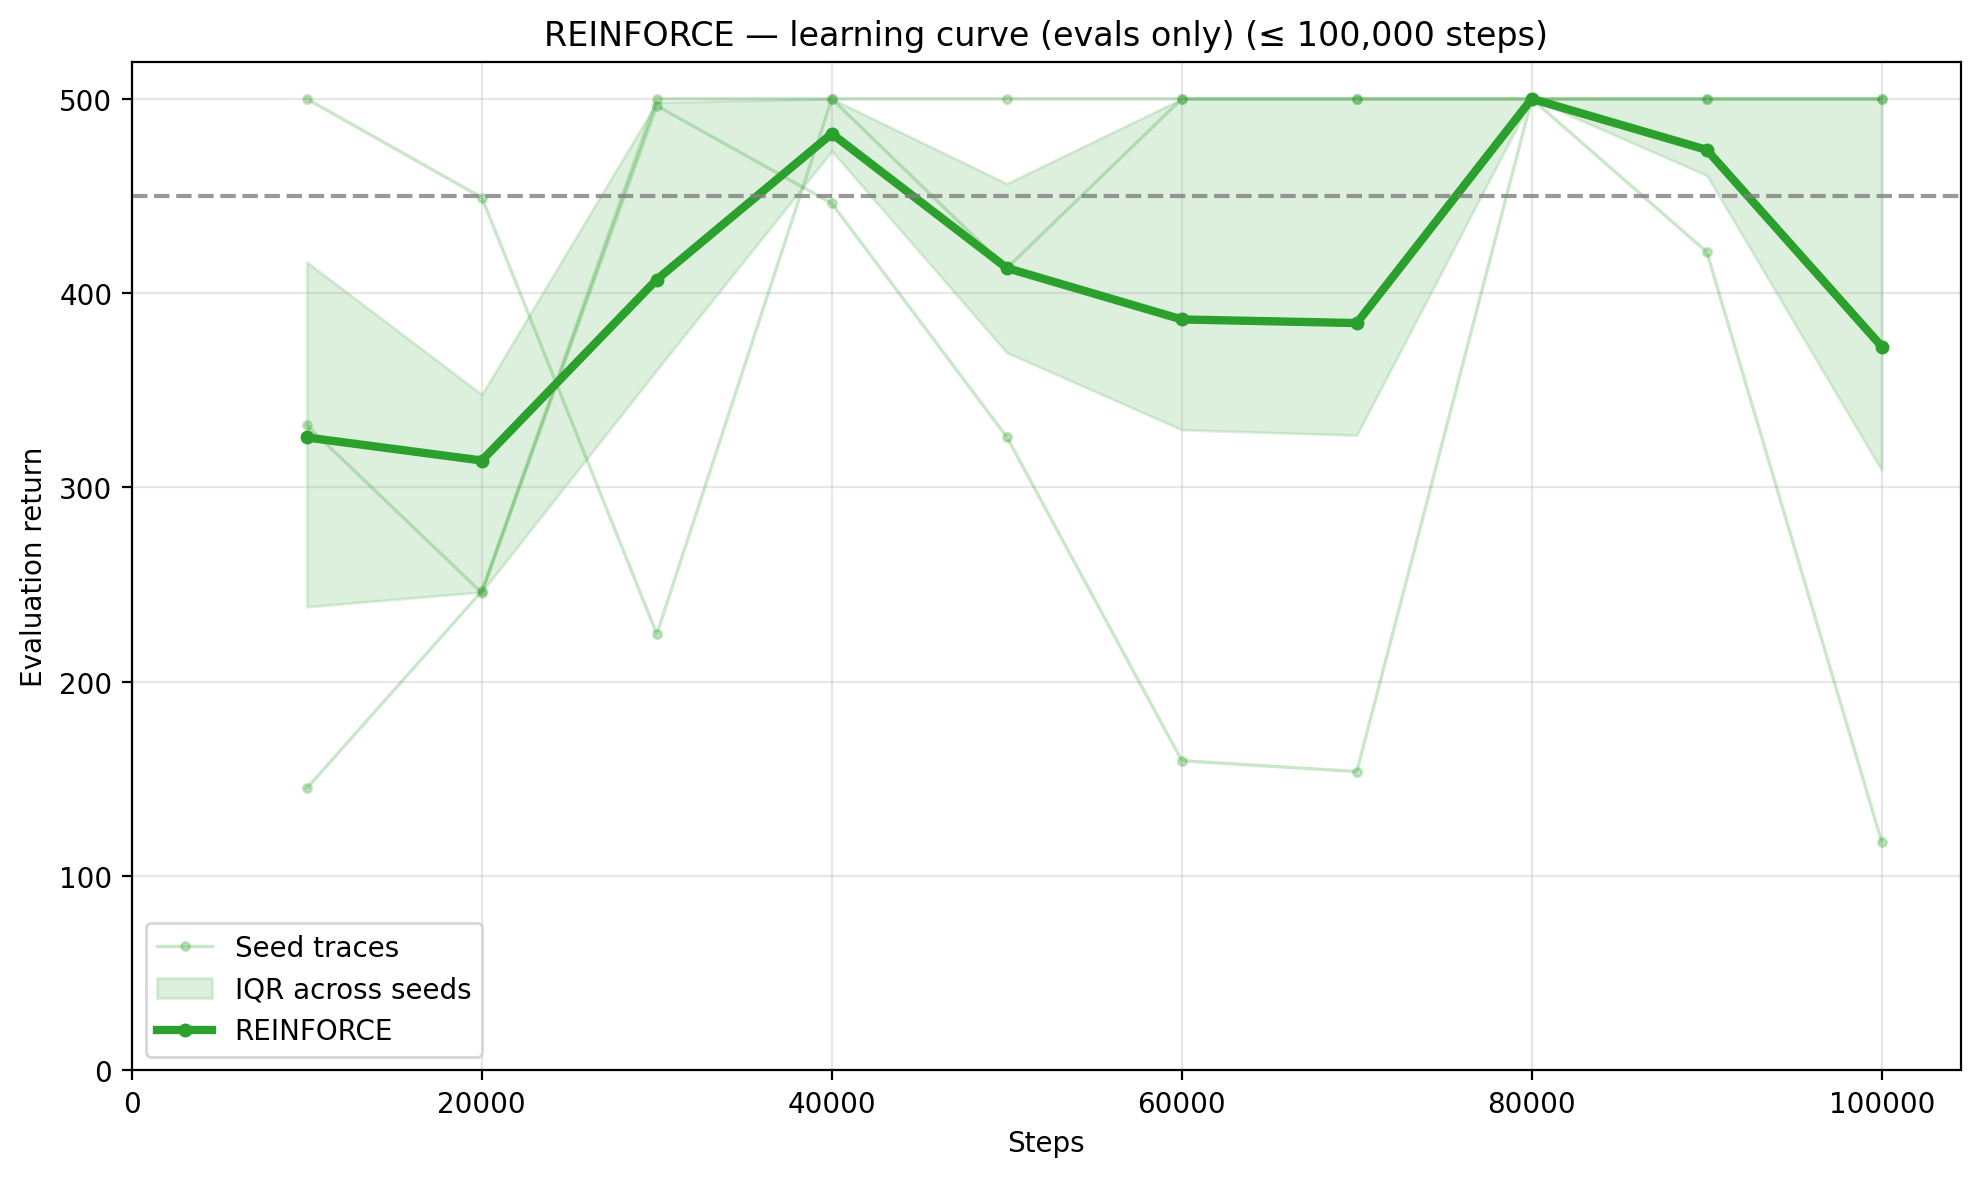 REINFORCE — learning curve (evals only) (≤ 100,000 steps)
Evaluation return
500
400
300
200
100
0
Seed traces
IQR across seeds
REINFORCE
0
20000
40000
60000
80000
100000
Steps